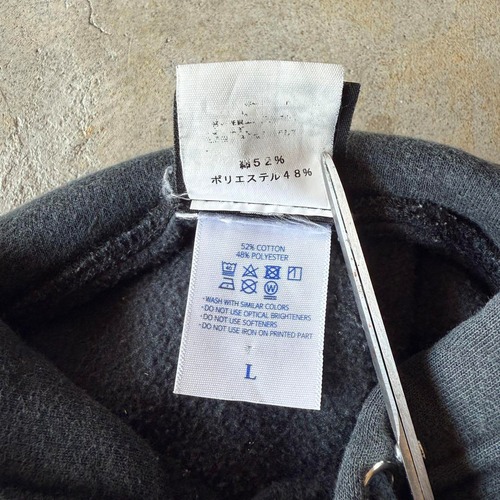 綿52%
ポリエステル48%
52% COTTON
48% POLYESTER
40
W
· WASH WITH SIMILAR COLORS
· DO NOT USE OPTICAL BRIGHTENERS
· DO NOT USE SOFTENERS
· DO NOT USE IRON ON PRINTED PART
L